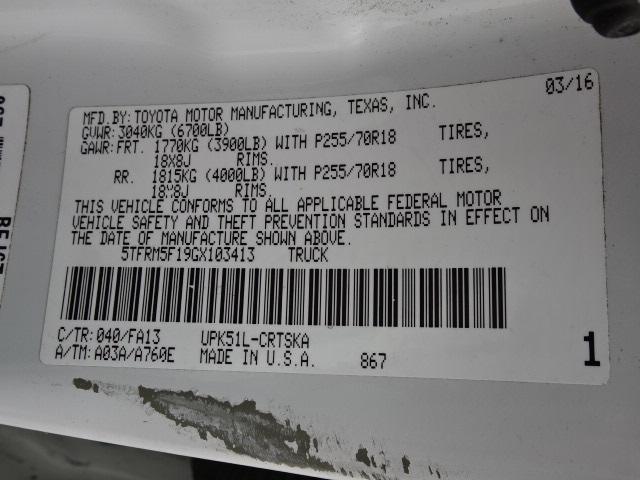 03/16
MFD.BY:TOYOTA MOTOR MANUFACTURING, TEXAS, INC.
GVWR:3040KG (6700LB)
GAWR:FRT. 1770KG (3900LB) WITH P255/70R18 TIRES,
18X8J RIMS.
RR. 1815KG (4000LB) WITH P255/70R18 TIRES,
18X8J RIMS.
THIS VEHICLE CONFORMS TO ALL APPLICABLE FEDERAL MOTOR
VEHICLE SAFETY AND THEFT PREVENTION STANDARDS IN EFFECT ON
THE DATE OF MANUFACTURE SHOWN ABOVE.
5TFRM5F19GX103413 TRUCK
C/TR:040/FA13 UPK51L-CRTSKA
A/TM:A03A/A760E MADE IN U.S.A. 867
1